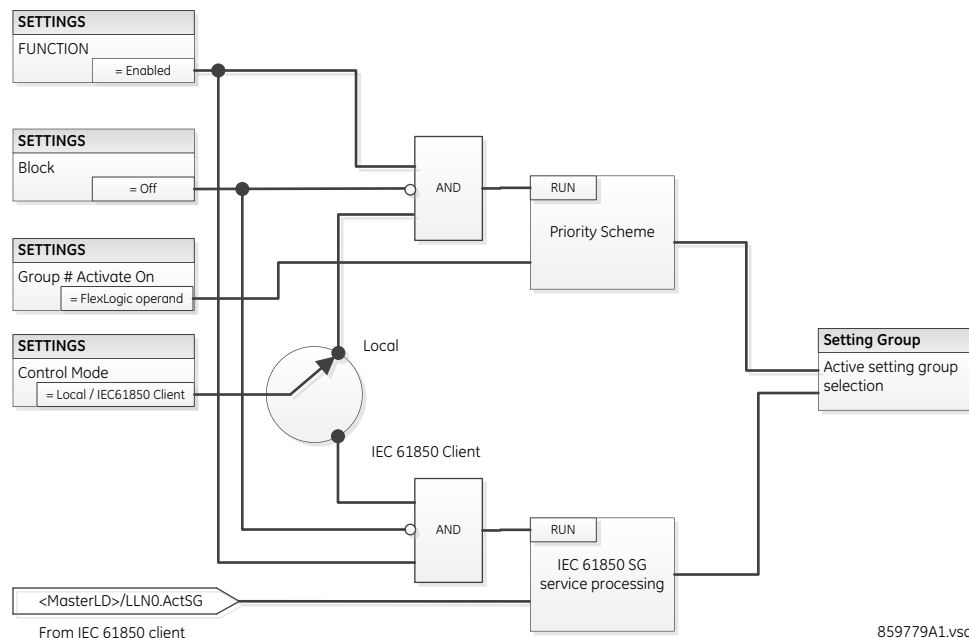 SETTINGS
FUNCTION
= Enabled
SETTINGS
Block
= Off
SETTINGS
Group # Activate On
= FlexLogic operand
SETTINGS
Control Mode
= Local / IEC61850 Client
AND
RUN
Priority Scheme
Local
IEC 61850 Client
Setting Group
Active setting group
selection
AND
RUN
IEC 61850 SG
service processing
<MasterLD>/LLN0.ActSG
From IEC 61850 client
859779A1.vsd